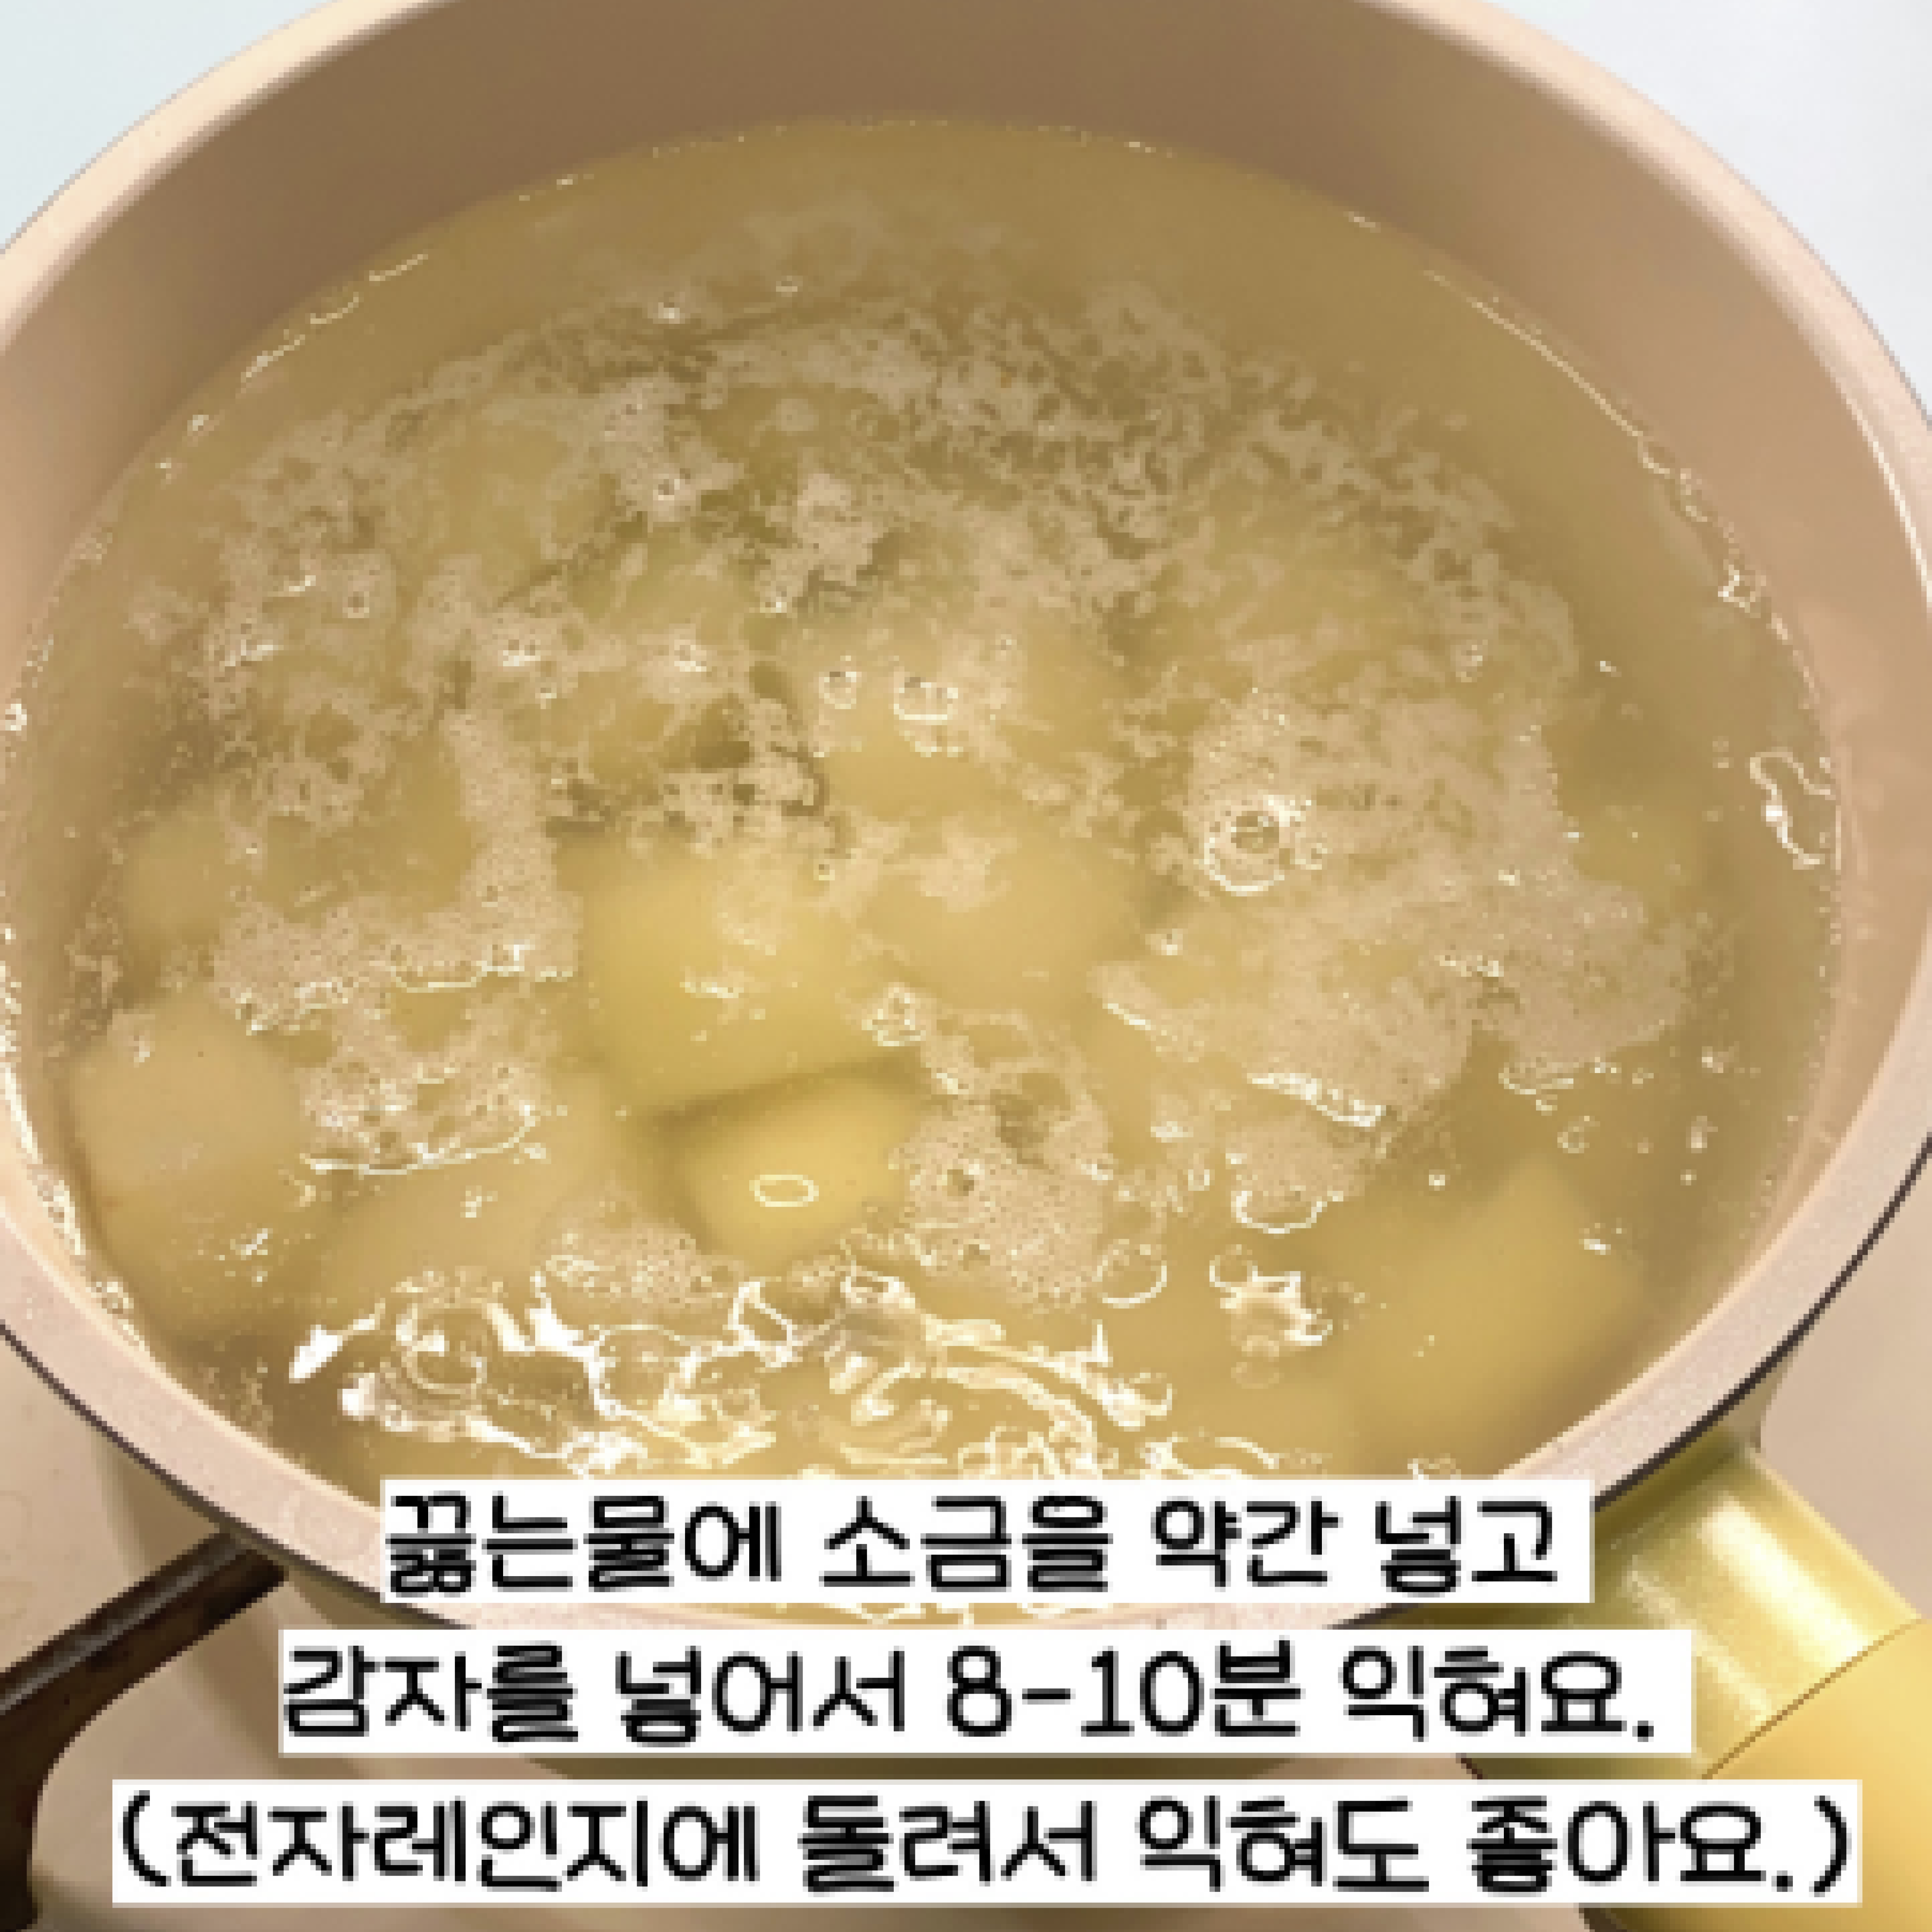 끓는물에 소금을 약간 넣고
감자를 넣어서 8-10분 익혀요.
(전자레인지에 돌려서 익혀도 좋아요.)